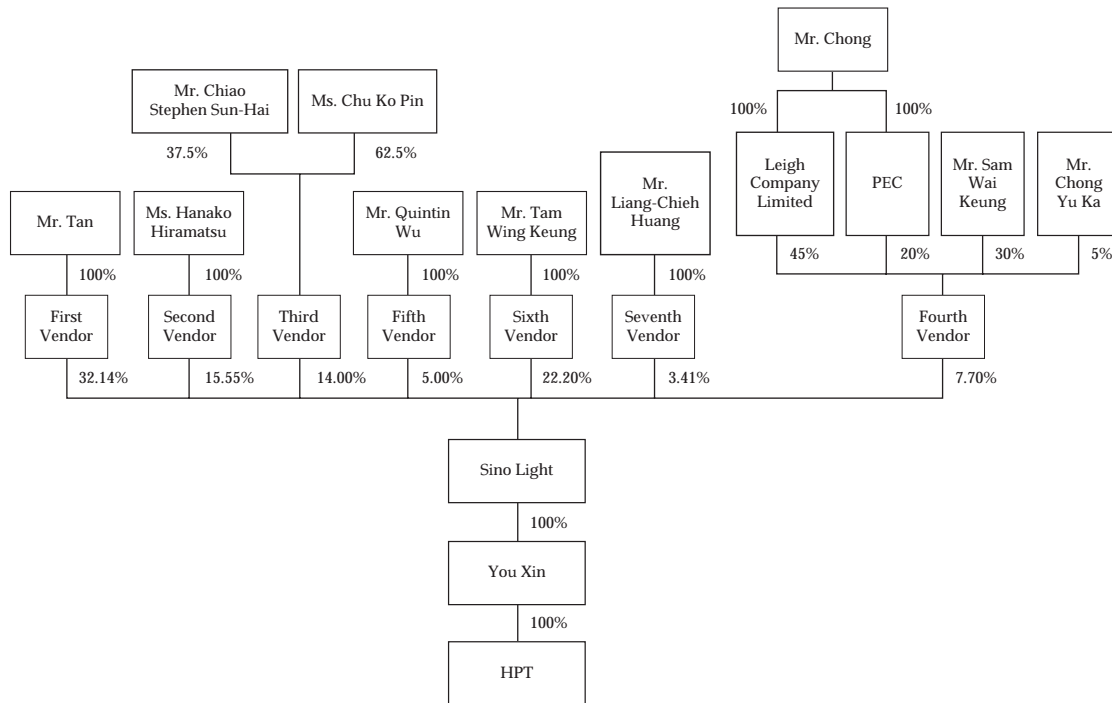 Mr. Chong
Mr. Chiao
Stephen Sun-Hai
Ms. Chu Ko Pin
100%
100%
37.5%
62.5%
Leigh
Company
Limited
PEC
Mr. Sam
Wai
Keung
Mr.
Chong
Yu Ka
Mr. Tan
Ms. Hanako
Hiramatsu
Mr. Quintin
Wu
Mr. Tam
Wing Keung
Mr.
Liang-Chieh
Huang
45%
20%
30%
5%
100%
100%
100%
100%
100%
First
Vendor
Second
Vendor
Third
Vendor
Fifth
Vendor
Sixth
Vendor
Seventh
Vendor
Fourth
Vendor
32.14%
15.55%
14.00%
5.00%
22.20%
3.41%
7.70%
Sino Light
100%
You Xin
100%
HPT